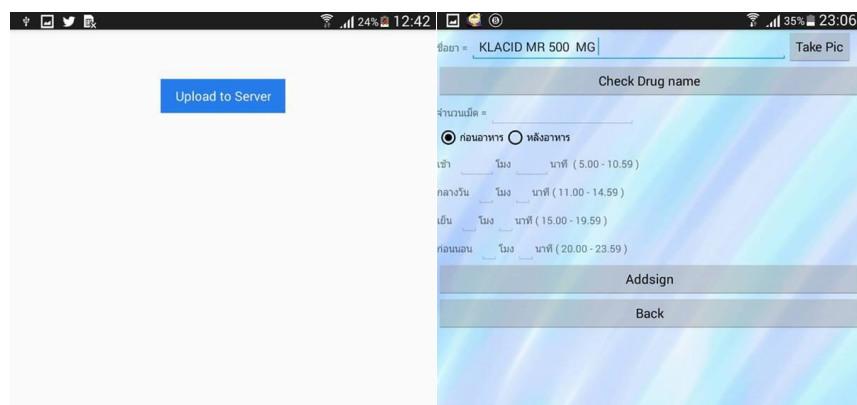 24% 12:42
Upload to Server
35% 23:06
ชื่อยา = KLACID MR 500 MG Take Pic
Check Drug name
จำนวนเม็ด =
ก่อนอาหาร หลังอาหาร
เช้า โมง นาที ( 5.00 - 10.59 )
กลางวัน โมง นาที ( 11.00 - 14.59 )
เย็น โมง นาที ( 15.00 - 19.59 )
ก่อนนอน โมง นาที ( 20.00 - 23.59 )
Addsign
Back